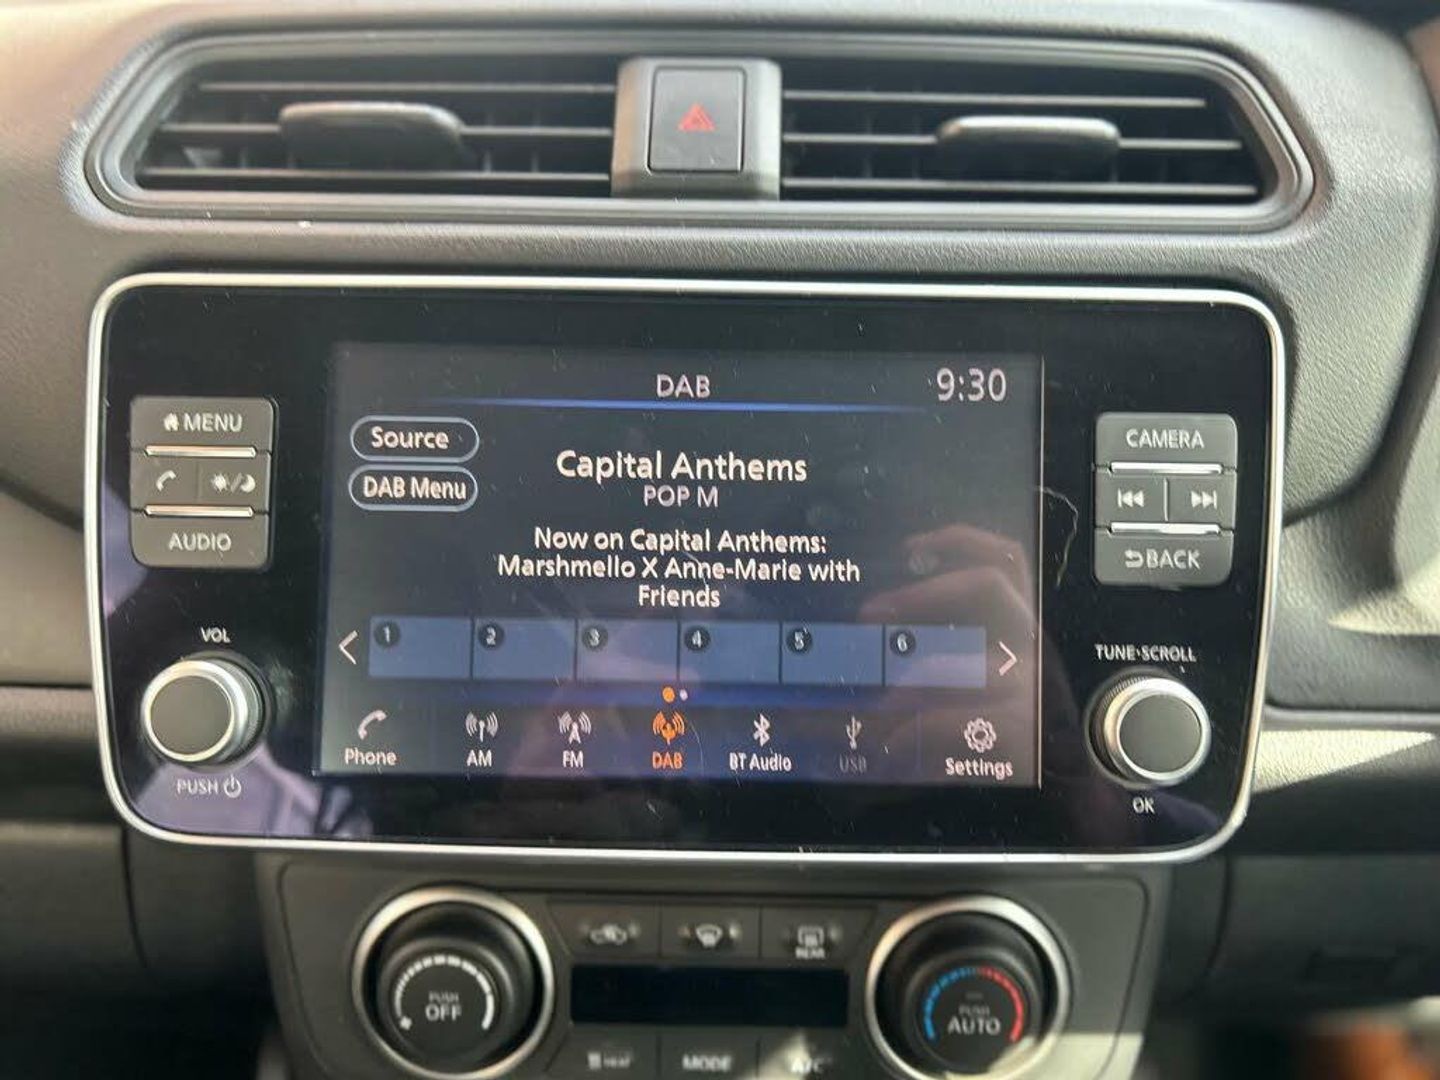 DAB
9:30
MENU
Source
Capital Anthems
CAMERA
DAB Menu
POP M
AUDIO
Now on Capital Anthems:
Marshmello X Anne-Marie with
Friends
BACK
VOL
1 2 3 4 5 6
TUNE·SCROLL
Phone AM FM DAB BT Audio USB Settings
PUSH
OK
REAR
PUSH
OFF
PUSH
AUTO
MODE
A/C